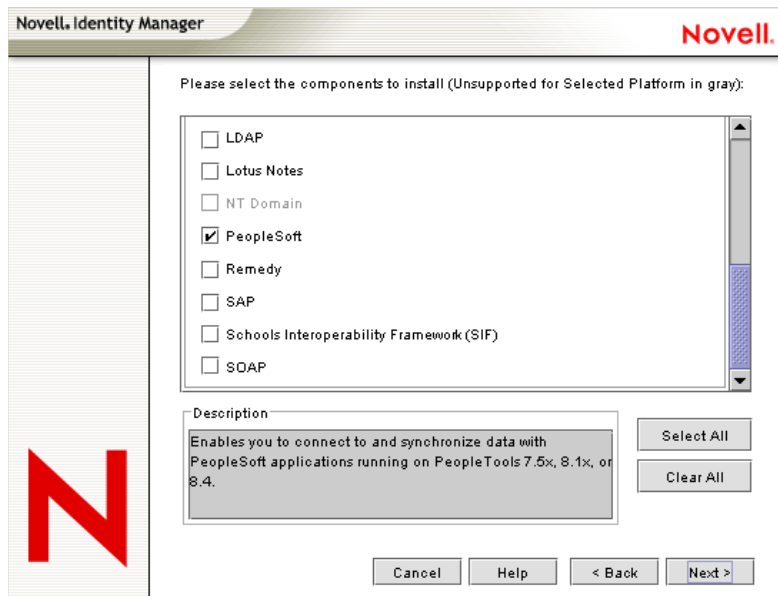 Novell. Identity Manager
Novell.
Please select the components to install (Unsupported for Selected Platform in gray):
LDAP
Lotus Notes
NT Domain
PeopleSoft
Remedy
SAP
Schools Interoperability Framework (SIF)
SOAP
Description
Enables you to connect to and synchronize data with
PeopleSoft applications running on PeopleTools 7.5x, 8.1x, or
8.4.
Select All
Clear All
N
Cancel Help < Back Next >